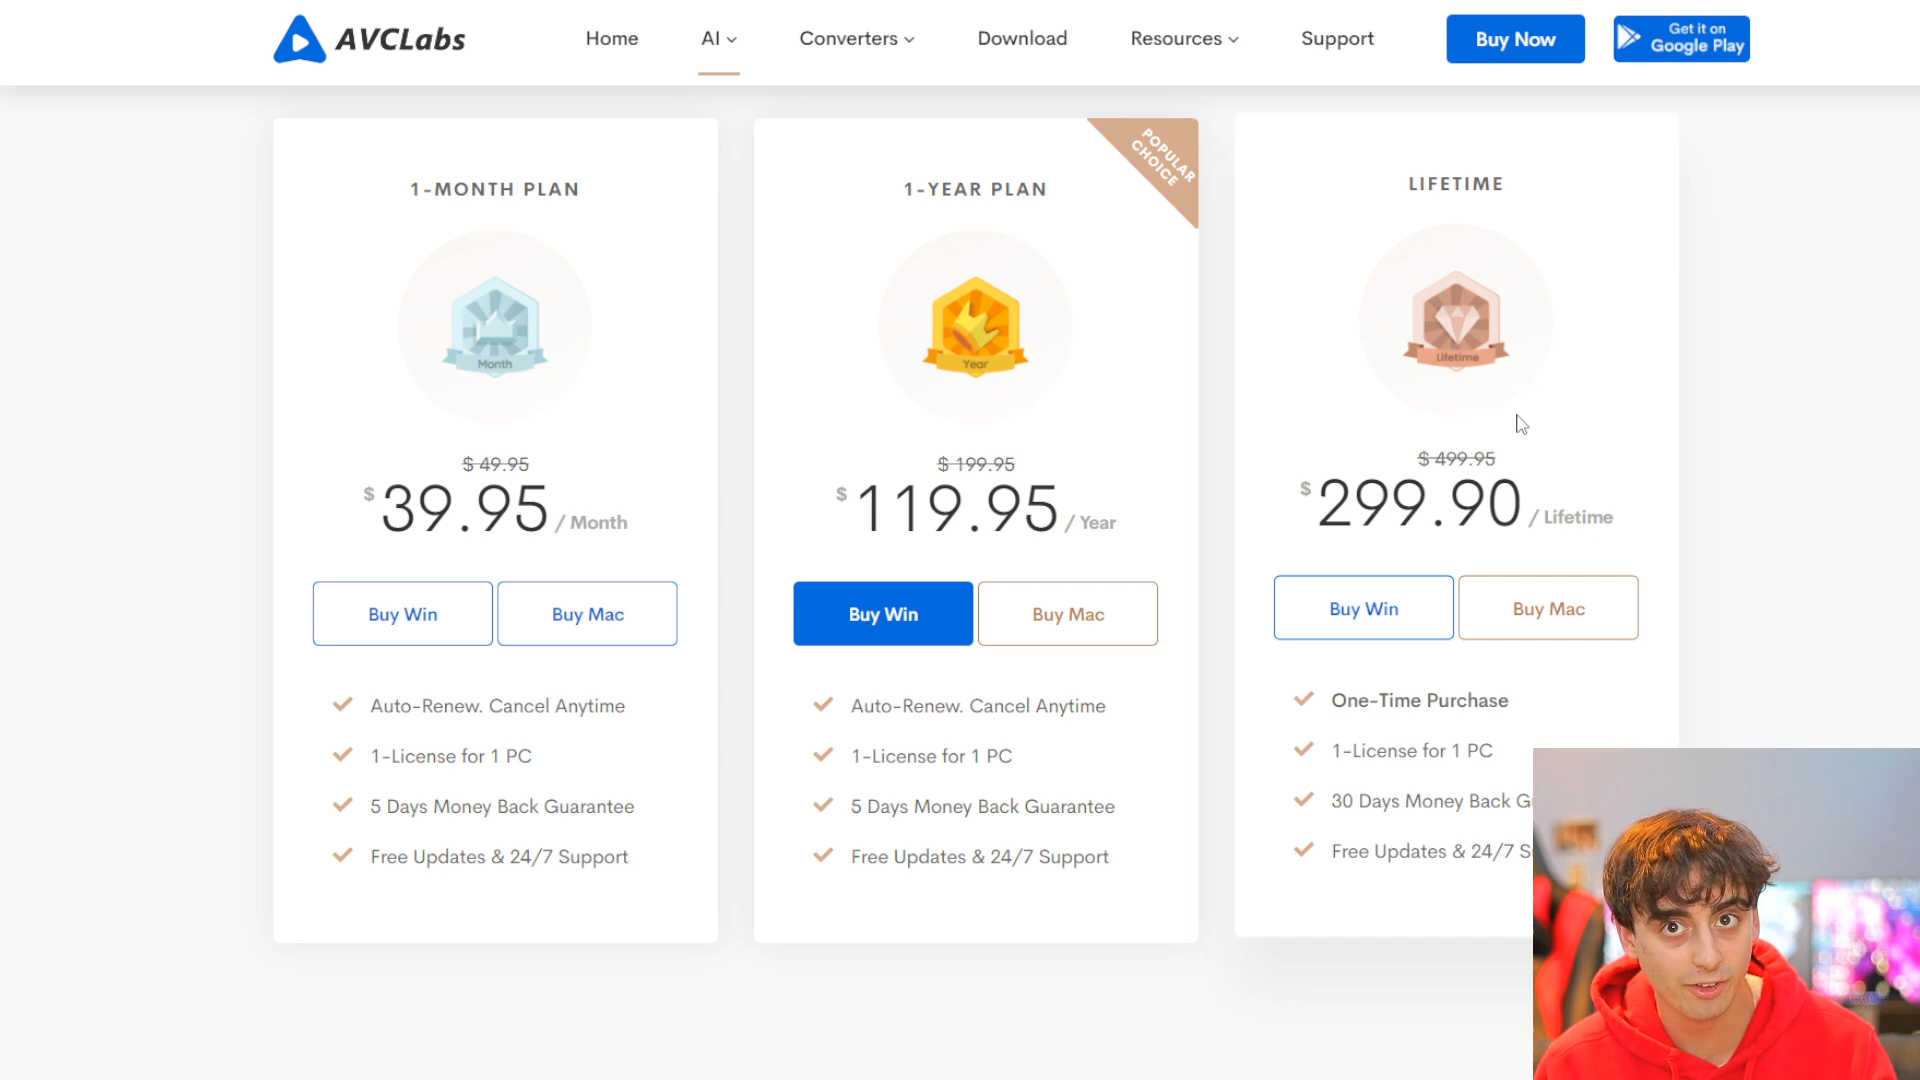 AVCLabs
Home
AI
Converters
Download
Resources
Support
Buy Now
Get it on
Google Play
1-MONTH PLAN
Month
$ 49.95
$ 39.95 / Month
Buy Win
Buy Mac
Auto-Renew. Cancel Anytime
1-License for 1 PC
5 Days Money Back Guarantee
Free Updates & 24/7 Support
POPULAR
CHOICE
1-YEAR PLAN
Year
$ 199.95
$ 119.95 / Year
Buy Win
Buy Mac
Auto-Renew. Cancel Anytime
1-License for 1 PC
5 Days Money Back Guarantee
Free Updates & 24/7 Support
LIFETIME
Lifetime
$ 499.95
$ 299.90 / Lifetime
Buy Win
Buy Mac
One-Time Purchase
1-License for 1 PC
30 Days Money Back G
Free Updates & 24/7 S